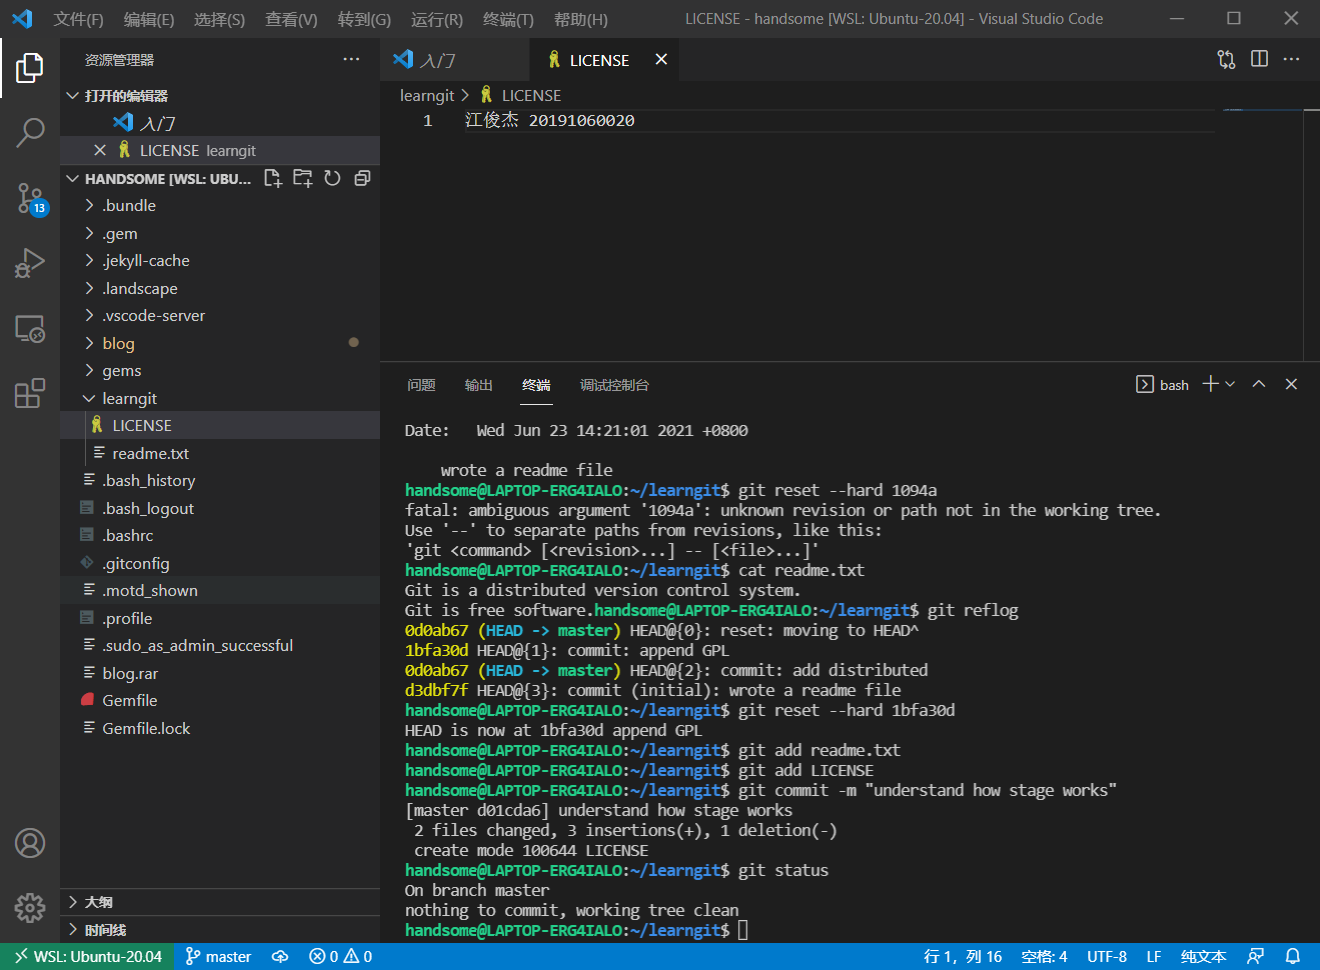 文件(F) 编辑(E) 选择(S) 查看(V) 转到(G) 运行(R) 终端(T) 帮助(H) LICENSE - handsome [WSL: Ubuntu-20.04] - Visual Studio Code
资源管理器
打开的编辑器
入门
LICENSE learngit
HANDSOME [WSL: UBU...
.bundle
.gem
.jekyll-cache
.landscape
.vscode-server
blog
gems
learngit
LICENSE
readme.txt
.bash_history
.bash_logout
.bashrc
.gitconfig
.motd_shown
.profile
.sudo_as_admin_successful
blog.rar
Gemfile
Gemfile.lock
大纲
时间线
13
入门 LICENSE
learngit > LICENSE
1 江俊杰 20191060020
问题 输出 终端 调试控制台 bash
Date:   Wed Jun 23 14:21:01 2021 +0800
    wrote a readme file
handsome@LAPTOP-ERG4IALO:~/learngit$ git reset --hard 1094a
fatal: ambiguous argument '1094a': unknown revision or path not in the working tree.
Use '--' to separate paths from revisions, like this:
'git <command> [<revision>...] -- [<file>...]'
handsome@LAPTOP-ERG4IALO:~/learngit$ cat readme.txt
Git is a distributed version control system.
Git is free software.handsome@LAPTOP-ERG4IALO:~/learngit$ git reflog
0d0ab67 (HEAD -> master) HEAD@{0}: reset: moving to HEAD^
1bfa30d HEAD@{1}: commit: append GPL
0d0ab67 (HEAD -> master) HEAD@{2}: commit: add distributed
d3dbf7f HEAD@{3}: commit (initial): wrote a readme file
handsome@LAPTOP-ERG4IALO:~/learngit$ git reset --hard 1bfa30d
HEAD is now at 1bfa30d append GPL
handsome@LAPTOP-ERG4IALO:~/learngit$ git add readme.txt
handsome@LAPTOP-ERG4IALO:~/learngit$ git add LICENSE
handsome@LAPTOP-ERG4IALO:~/learngit$ git commit -m "understand how stage works"
[master d01cda6] understand how stage works
 2 files changed, 3 insertions(+), 1 deletion(-)
 create mode 100644 LICENSE
handsome@LAPTOP-ERG4IALO:~/learngit$ git status
On branch master
nothing to commit, working tree clean
handsome@LAPTOP-ERG4IALO:~/learngit$
WSL: Ubuntu-20.04 master 0 0 行 1，列 16 空格: 4 UTF-8 LF 纯文本